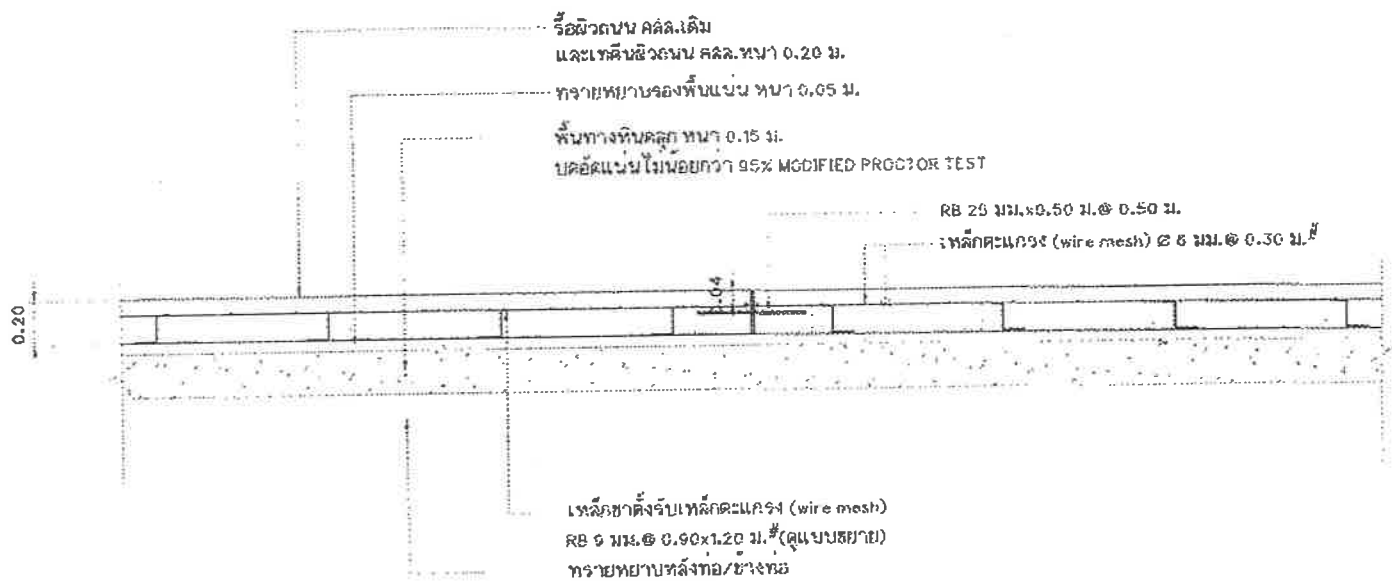 รื้อผิวถนน คสล.เดิม
และเทคืนผิวถนน คสล.หนา 0.20 ม.
ทรายหยาบรองพื้นแน่น หนา 0.05 ม.
พื้นทางหินคลุก หนา 0.15 ม.
บดอัดแน่นไม่น้อยกว่า 95% MODIFIED PROCTOR TEST
RB 25 มม.x0.50 ม.@ 0.50 ม.
เหล็กตะแกรง (wire mesh) Ø 6 มม.@ 0.30 ม.#
0.04
0.20
เหล็กขาตั้งรับเหล็กตะแกรง (wire mesh)
RB 9 มม.@ 0.90x1.20 ม.#(ดูแบบขยาย)
ทรายหยาบหลังท่อ/ข้างท่อ